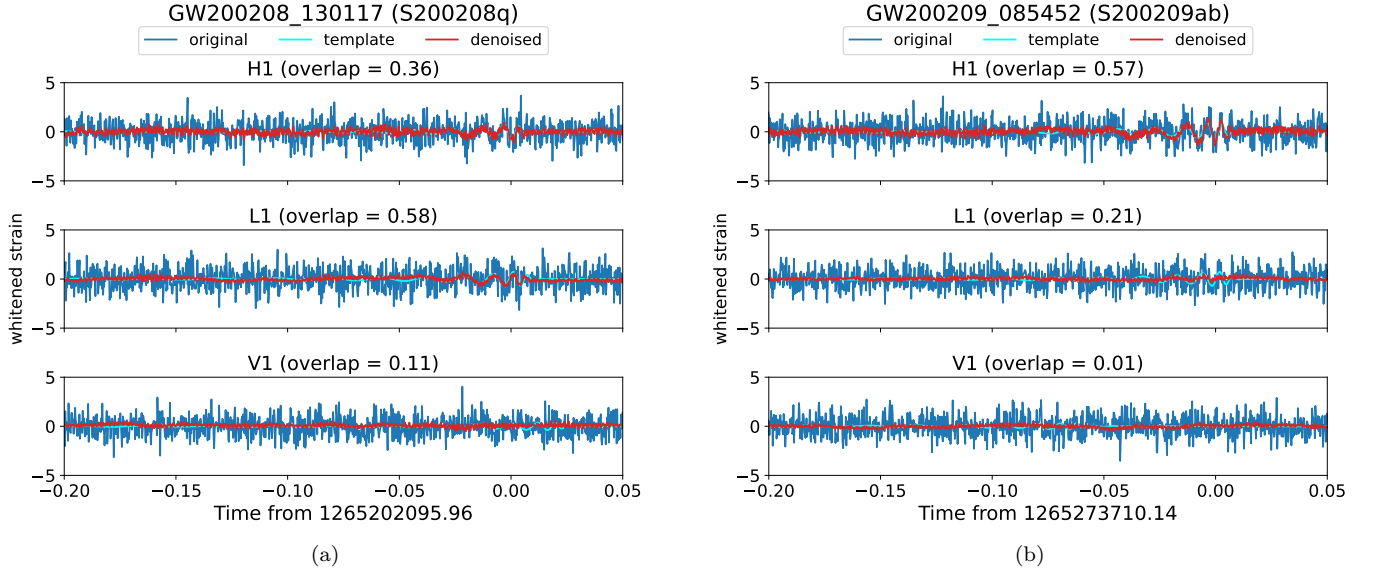 GW200208_130117 (S200208q)
original template denoised
H1 (overlap = 0.36)
5
0
−5
L1 (overlap = 0.58)
5
0
−5
V1 (overlap = 0.11)
5
0
−5
−0.20 −0.15 −0.10 −0.05 0.00 0.05
Time from 1265202095.96
whitened strain
(a)
GW200209_085452 (S200209ab)
original template denoised
H1 (overlap = 0.57)
5
0
−5
L1 (overlap = 0.21)
5
0
−5
V1 (overlap = 0.01)
5
0
−5
−0.20 −0.15 −0.10 −0.05 0.00 0.05
Time from 1265273710.14
whitened strain
(b)